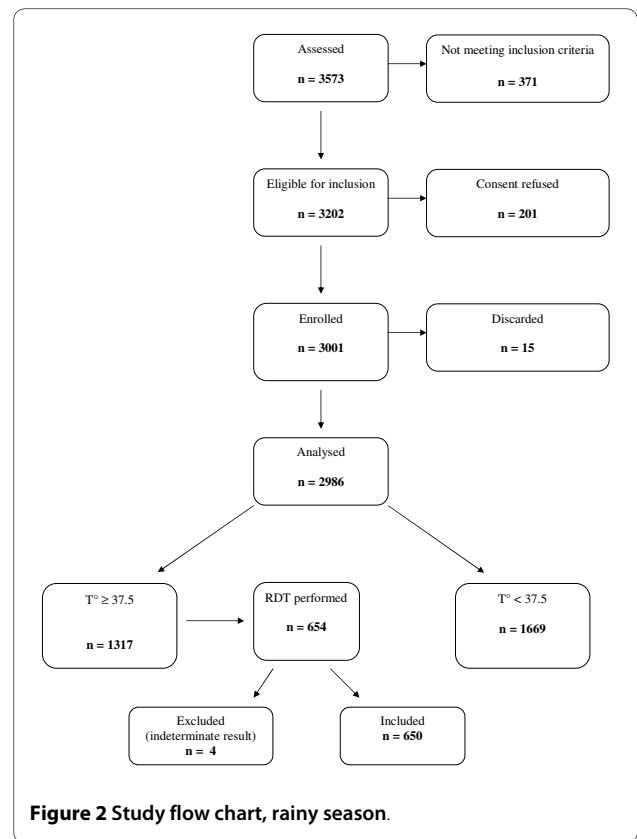 Assessed
n = 3573
Not meeting inclusion criteria
n = 371
Eligible for inclusion
n = 3202
Consent refused
n = 201
Enrolled
n = 3001
Discarded
n = 15
Analysed
n = 2986
T° ≥ 37.5
n = 1317
RDT performed
n = 654
T° < 37.5
n = 1669
Excluded
(indeterminate result)
n = 4
Included
n = 650
Figure 2 Study flow chart, rainy season.